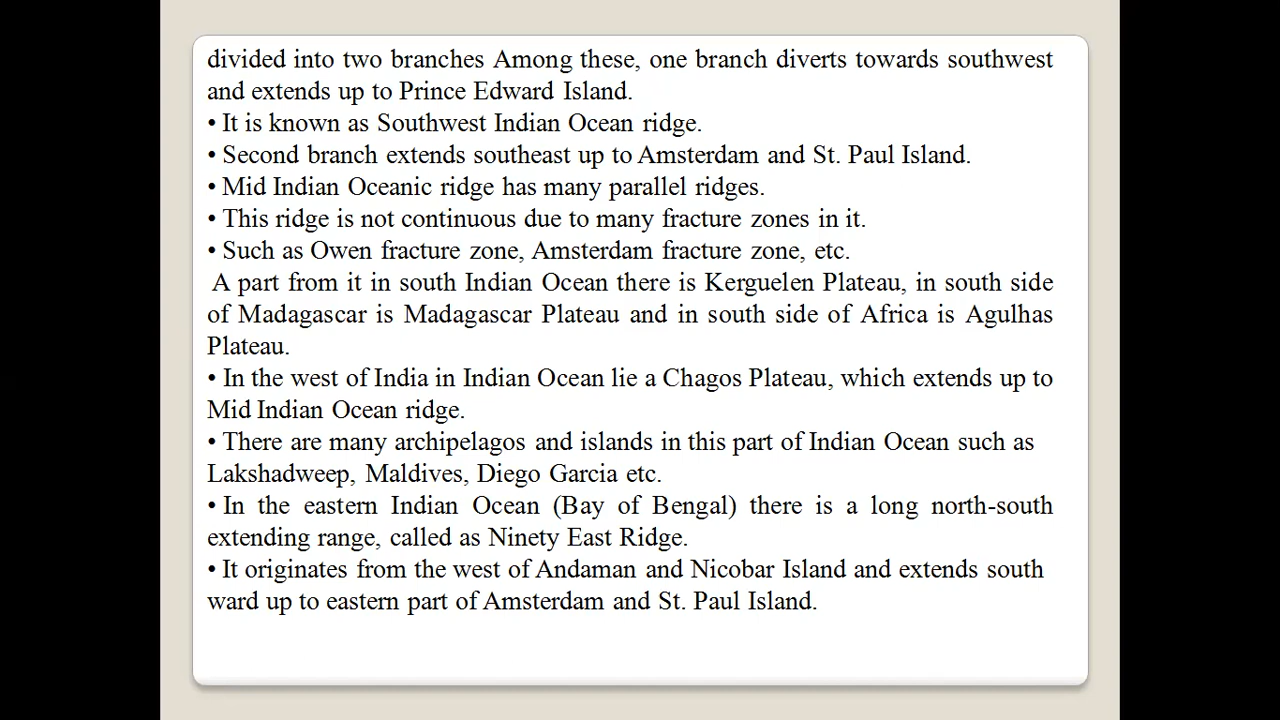 divided into two branches Among these, one branch diverts towards southwest
and extends up to Prince Edward Island.
• It is known as Southwest Indian Ocean ridge.
• Second branch extends southeast up to Amsterdam and St. Paul Island.
• Mid Indian Oceanic ridge has many parallel ridges.
• This ridge is not continuous due to many fracture zones in it.
• Such as Owen fracture zone, Amsterdam fracture zone, etc.
A part from it in south Indian Ocean there is Kerguelen Plateau, in south side
of Madagascar is Madagascar Plateau and in south side of Africa is Agulhas
Plateau.
• In the west of India in Indian Ocean lie a Chagos Plateau, which extends up to
Mid Indian Ocean ridge.
• There are many archipelagos and islands in this part of Indian Ocean such as
Lakshadweep, Maldives, Diego Garcia etc.
• In the eastern Indian Ocean (Bay of Bengal) there is a long north-south
extending range, called as Ninety East Ridge.
• It originates from the west of Andaman and Nicobar Island and extends south
ward up to eastern part of Amsterdam and St. Paul Island.